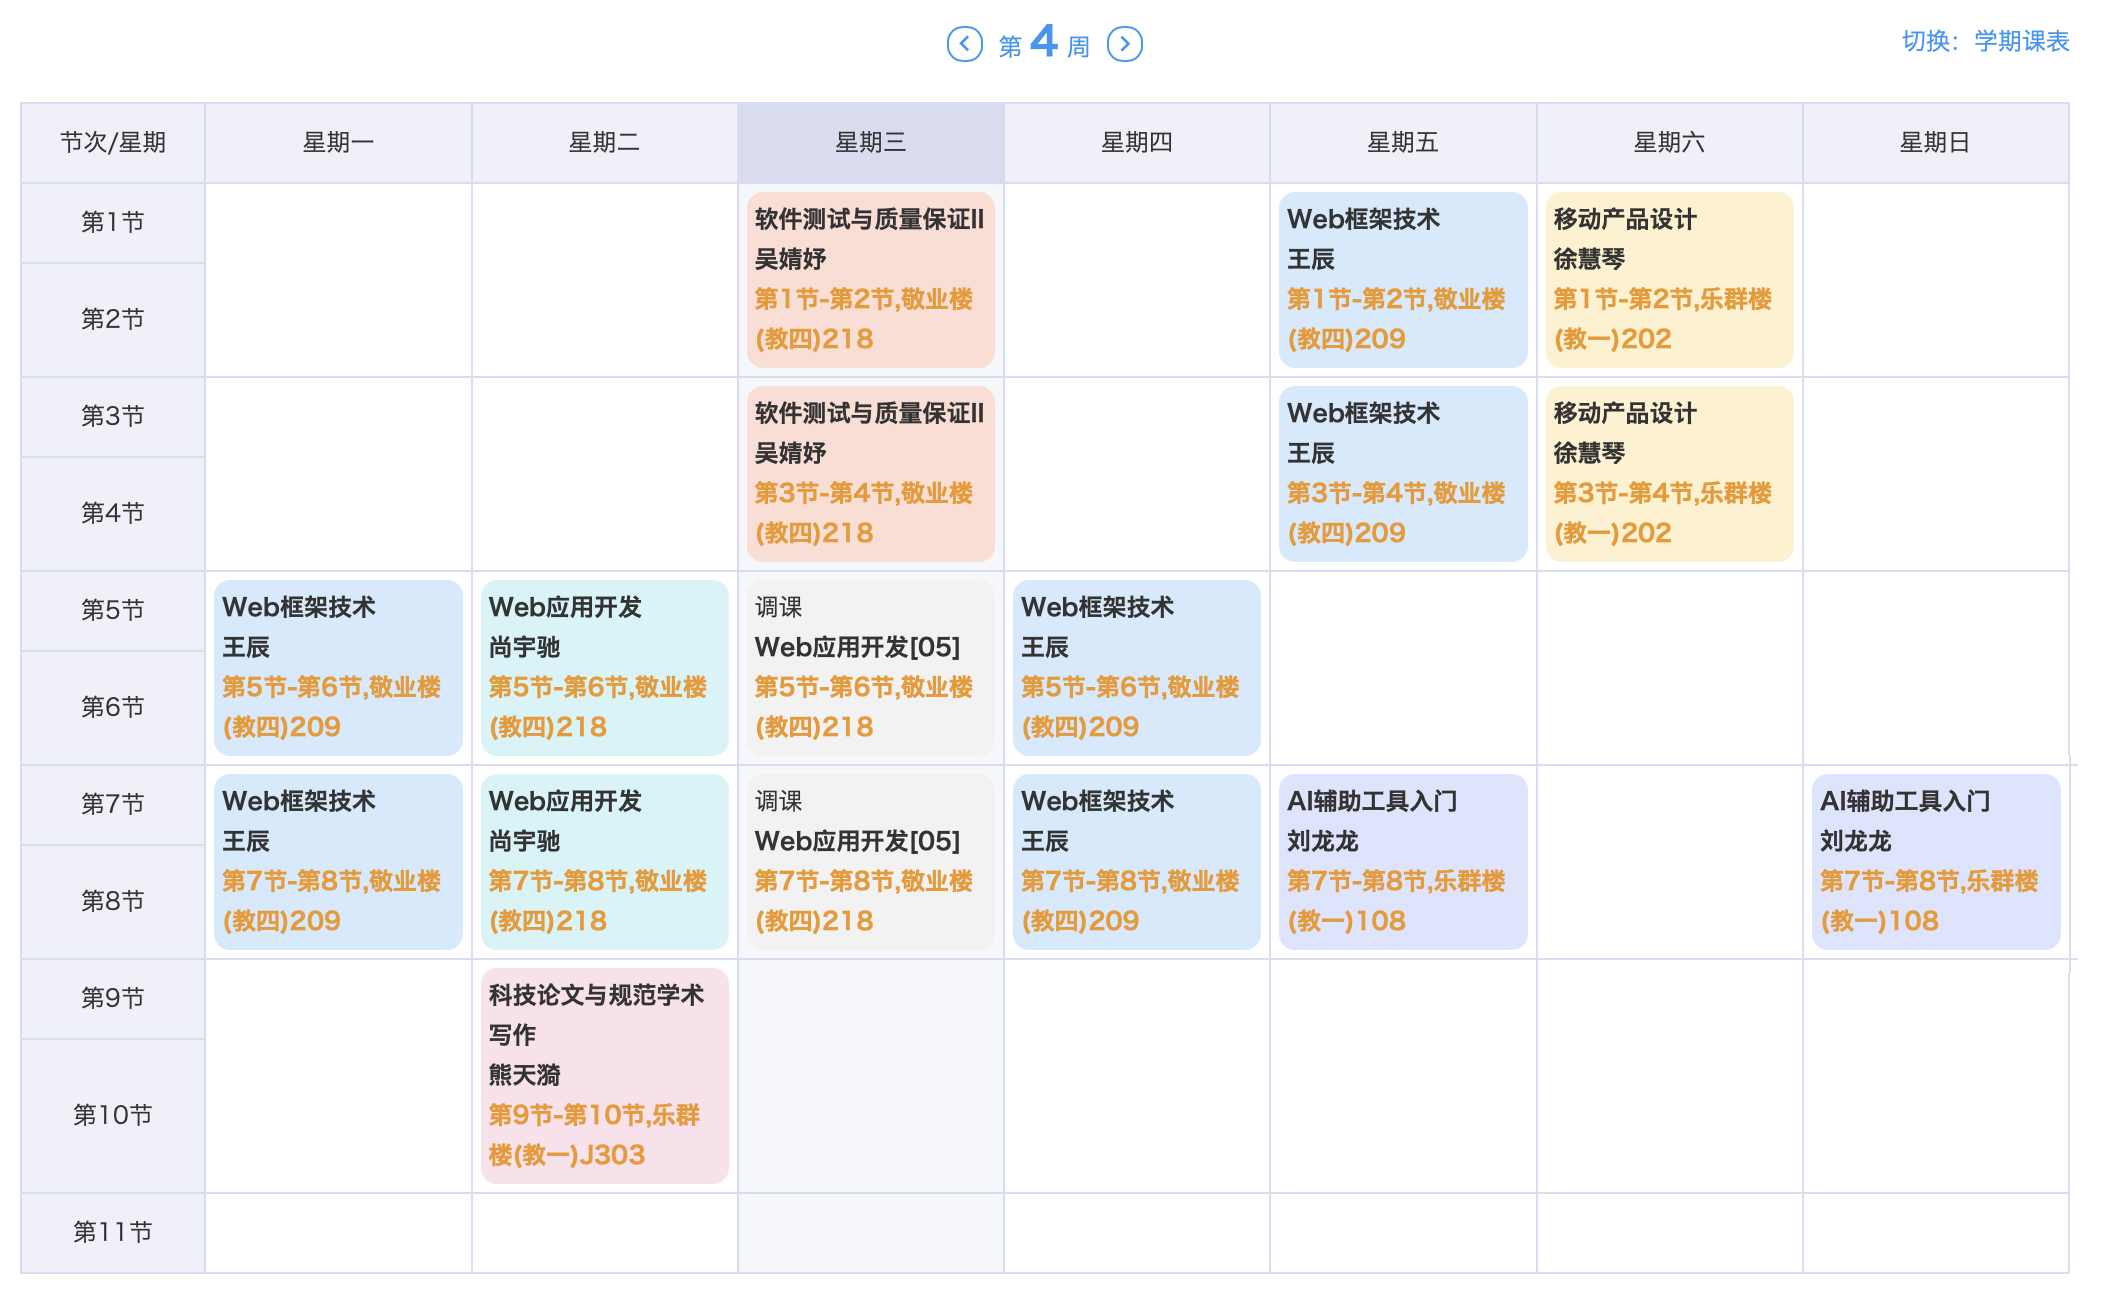 第 4 周
切换：学期课表
节次/星期 星期一 星期二 星期三 星期四 星期五 星期六 星期日
第1节
第2节
软件测试与质量保证II
吴婧妤
第1节-第2节,敬业楼
(教四)218
Web框架技术
王辰
第1节-第2节,敬业楼
(教四)209
移动产品设计
徐慧琴
第1节-第2节,乐群楼
(教一)202
第3节
第4节
软件测试与质量保证II
吴婧妤
第3节-第4节,敬业楼
(教四)218
Web框架技术
王辰
第3节-第4节,敬业楼
(教四)209
移动产品设计
徐慧琴
第3节-第4节,乐群楼
(教一)202
第5节
第6节
Web框架技术
王辰
第5节-第6节,敬业楼
(教四)209
Web应用开发
尚宇驰
第5节-第6节,敬业楼
(教四)218
调课
Web应用开发[05]
第5节-第6节,敬业楼
(教四)218
Web框架技术
王辰
第5节-第6节,敬业楼
(教四)209
第7节
第8节
Web框架技术
王辰
第7节-第8节,敬业楼
(教四)209
Web应用开发
尚宇驰
第7节-第8节,敬业楼
(教四)218
调课
Web应用开发[05]
第7节-第8节,敬业楼
(教四)218
Web框架技术
王辰
第7节-第8节,敬业楼
(教四)209
AI辅助工具入门
刘龙龙
第7节-第8节,乐群楼
(教一)108
AI辅助工具入门
刘龙龙
第7节-第8节,乐群楼
(教一)108
第9节
第10节
科技论文与规范学术
写作
熊天漪
第9节-第10节,乐群
楼(教一)J303
第11节